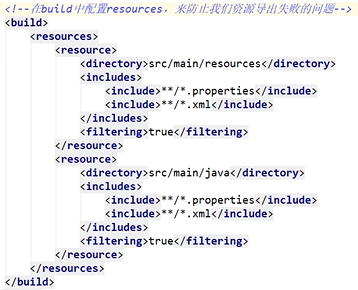 <!--在build中配置resources，来防止我们资源导出失败的问题-->
<build>
    <resources>
        <resource>
            <directory>src/main/resources</directory>
            <includes>
                <include>**/*.properties</include>
                <include>**/*.xml</include>
            </includes>
            <filtering>true</filtering>
        </resource>
        <resource>
            <directory>src/main/java</directory>
            <includes>
                <include>**/*.properties</include>
                <include>**/*.xml</include>
            </includes>
            <filtering>true</filtering>
        </resource>
    </resources>
</build>